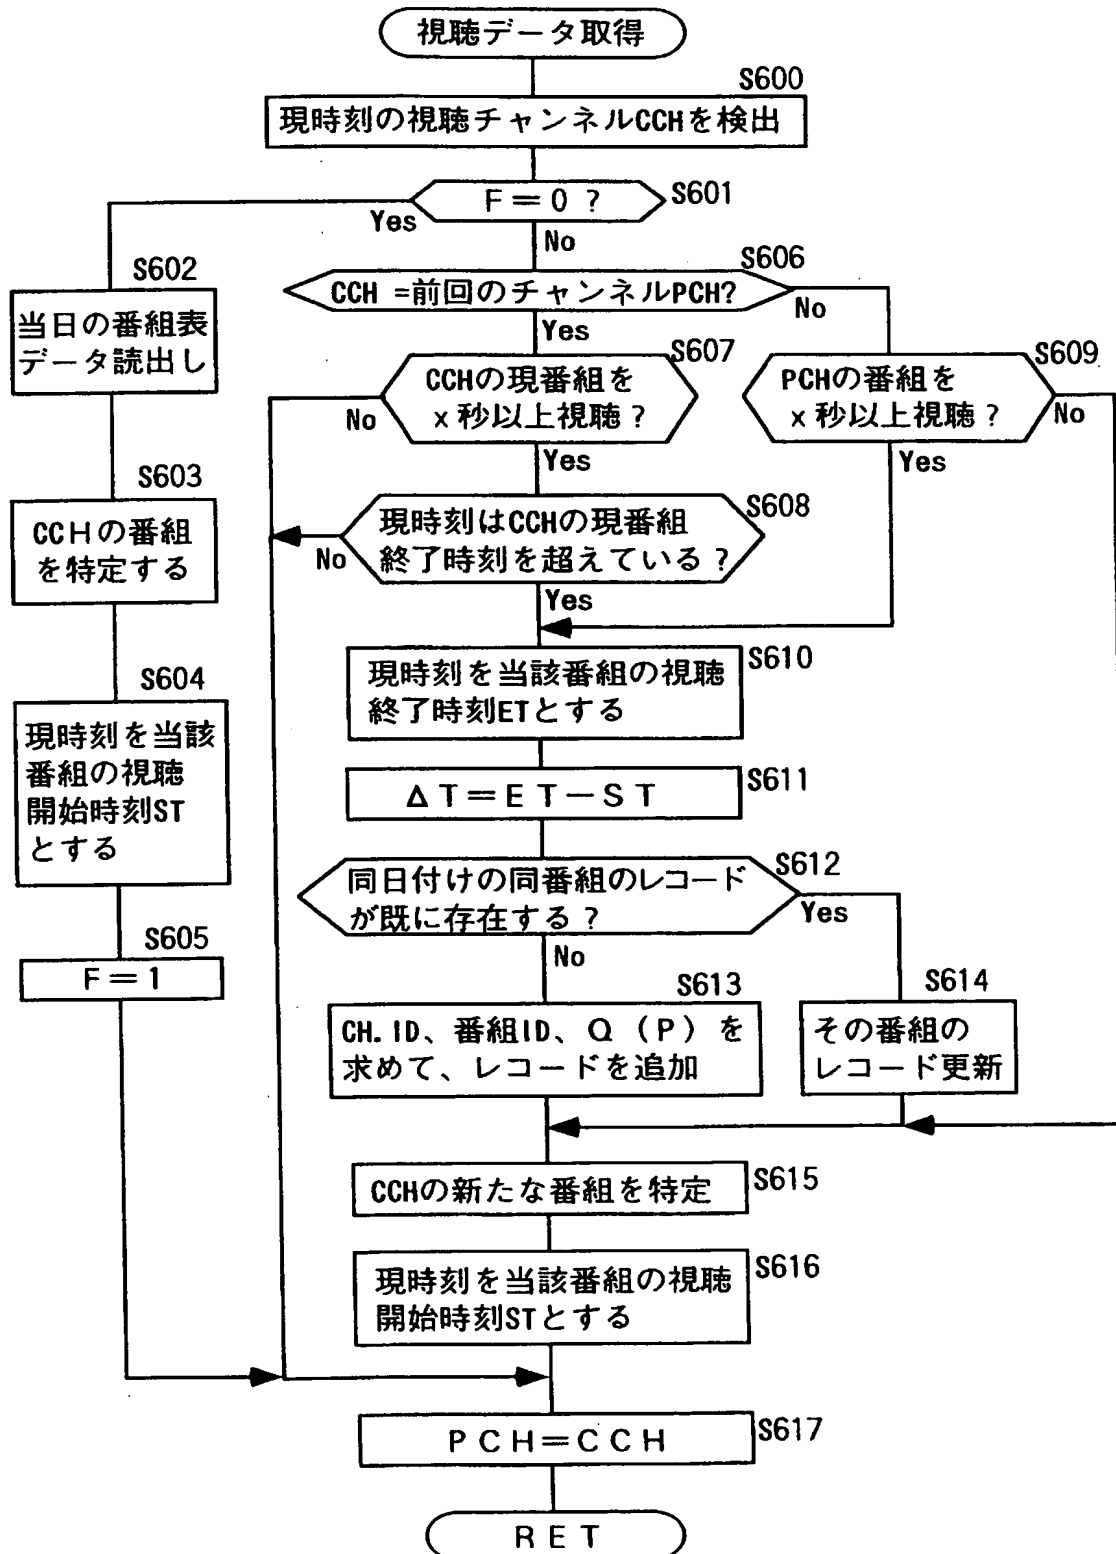 視聴データ取得
S600
現時刻の視聴チャンネルCCHを検出
F＝0？
S601
Yes
No
S602
当日の番組表
データ読出し
S603
CCHの番組
を特定する
S604
現時刻を当該
番組の視聴
開始時刻ST
とする
S605
F＝1
S606
CCH =前回のチャンネルPCH?
No
Yes
S607
CCHの現番組を
x秒以上視聴？
No
Yes
S609
PCHの番組を
x秒以上視聴？
No
Yes
S608
現時刻はCCHの現番組
終了時刻を超えている？
No
Yes
S610
現時刻を当該番組の視聴
終了時刻ETとする
S611
ΔT＝ET−ST
S612
同日付けの同番組のレコード
が既に存在する？
Yes
No
S613
CH.ID、番組ID、Q（P）を
求めて、レコードを追加
S614
その番組の
レコード更新
CCHの新たな番組を特定
S615
現時刻を当該番組の視聴
開始時刻STとする
S616
PCH＝CCH
S617
RET